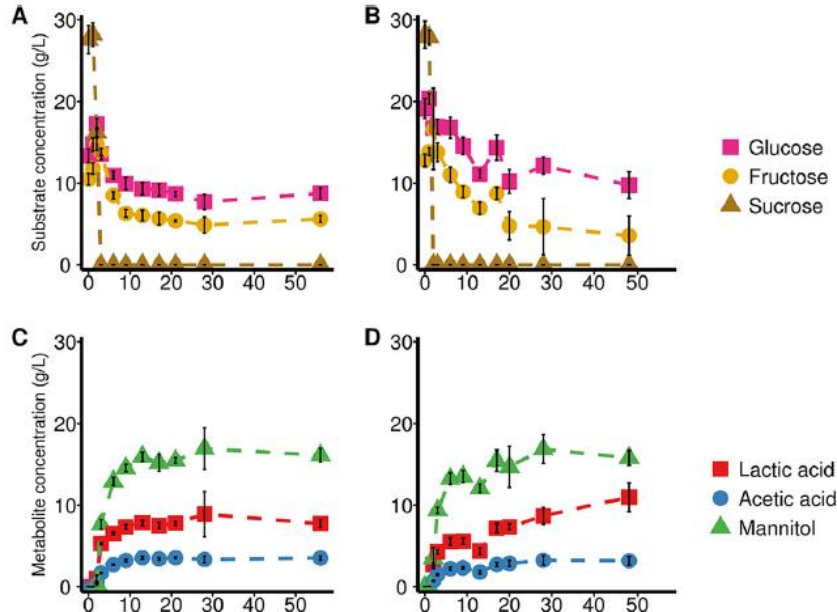 A
B
Substrate concentration (g/L)
30
20
10
0
0 10 20 30 40 50
30
20
10
0
0 10 20 30 40 50
Glucose
Fructose
Sucrose
C
D
Metabolite concentration (g/L)
30
20
10
0
0 10 20 30 40 50
30
20
10
0
0 10 20 30 40 50
Lactic acid
Acetic acid
Mannitol